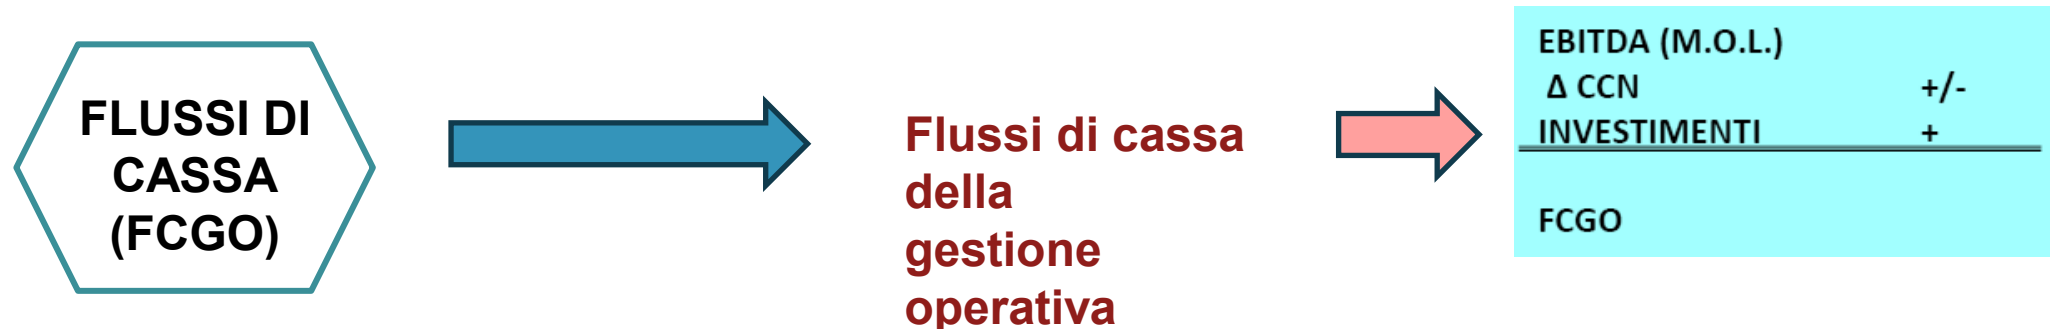 FLUSSI DI
CASSA
(FCGO)
Flussi di cassa
della
gestione
operativa
EBITDA (M.O.L.)
Δ CCN +/-
INVESTIMENTI +
FCGO